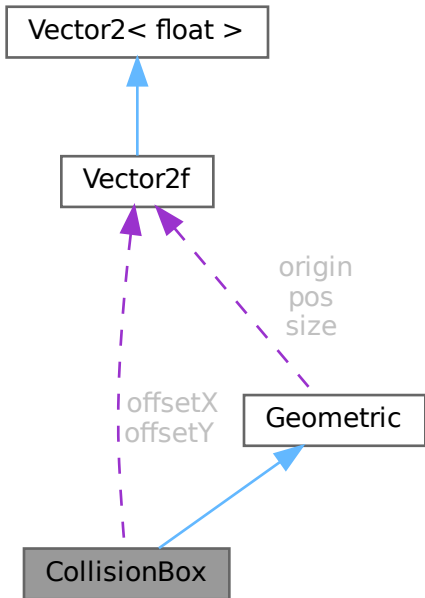 Vector2< float >
Vector2f
origin
pos
size
offsetX
offsetY
Geometric
CollisionBox